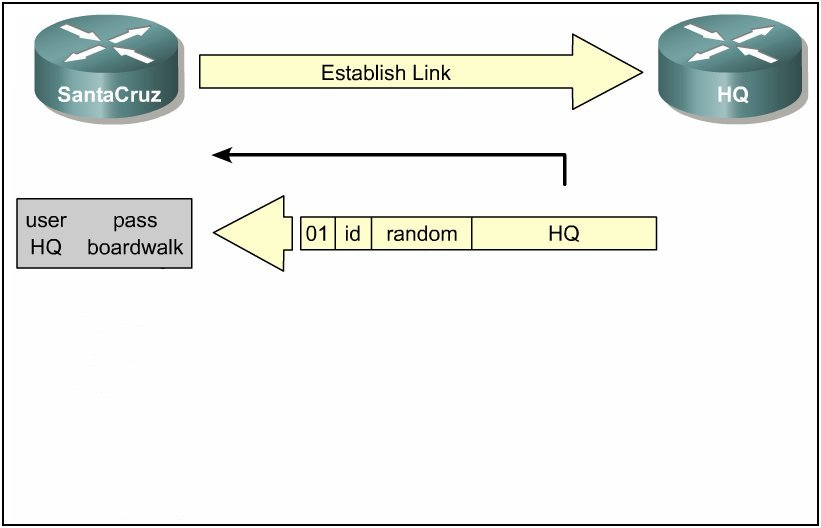 SantaCruz
Establish Link
HQ
user pass
HQ boardwalk
01 id random HQ